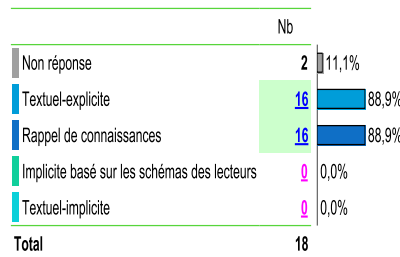 Nb
Non réponse 2 11,1%
Textuel-explicite 16 88,9%
Rappel de connaissances 16 88,9%
Implicite basé sur les schémas des lecteurs 0 0,0%
Textuel-implicite 0 0,0%
Total 18